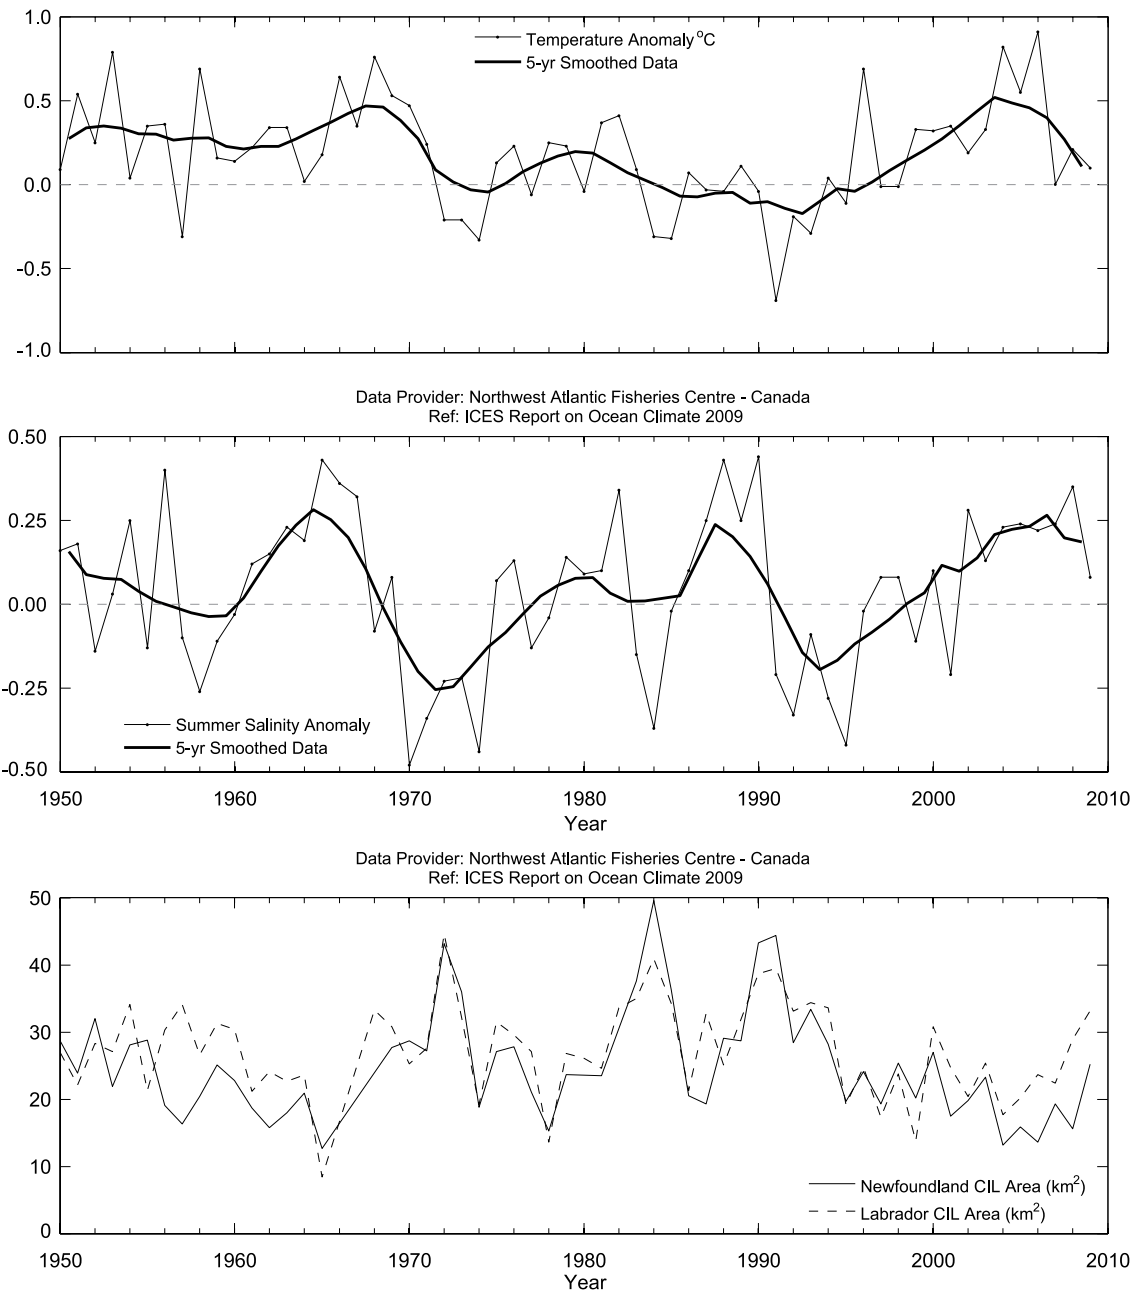 1.0
Temperature Anomaly°C
5-yr Smoothed Data
0.5
0.0
-0.5
-1.0
Data Provider: Northwest Atlantic Fisheries Centre - Canada
Ref: ICES Report on Ocean Climate 2009
0.50
0.25
0.00
-0.25
Summer Salinity Anomaly
5-yr Smoothed Data
-0.50
1950 1960 1970 1980 1990 2000 2010
Year
Data Provider: Northwest Atlantic Fisheries Centre - Canada
Ref: ICES Report on Ocean Climate 2009
50
40
30
20
10
Newfoundland CIL Area (km²)
Labrador CIL Area (km²)
0
1950 1960 1970 1980 1990 2000 2010
Year